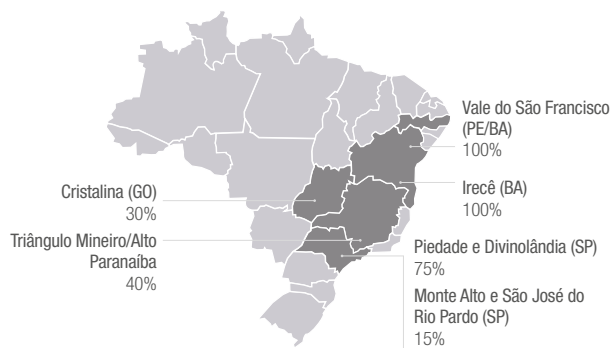 Vale do São Francisco
(PE/BA)
100%
Irecê (BA)
100%
Cristalina (GO)
30%
Triângulo Mineiro/Alto
Paranaíba
40%
Piedade e Divinolândia (SP)
75%
Monte Alto e São José do
Rio Pardo (SP)
15%